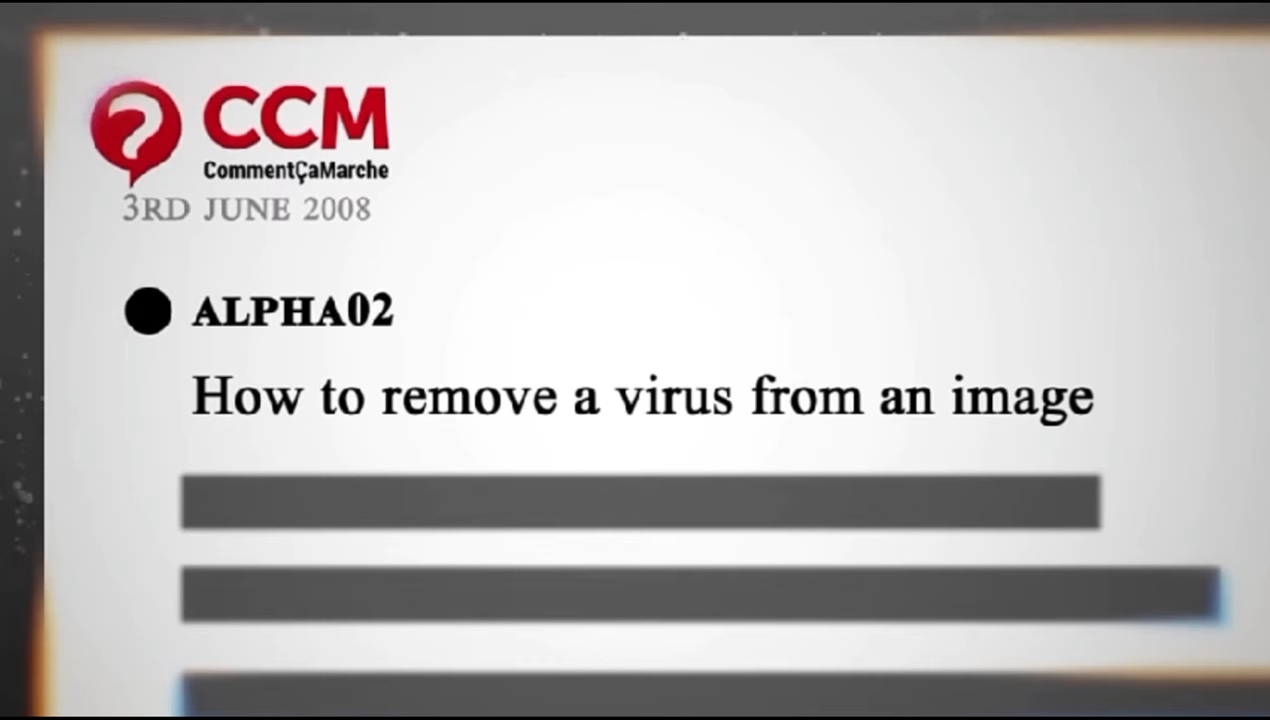 ?
CCM
CommentÇaMarche
3RD JUNE 2008
ALPHA02
How to remove a virus from an image